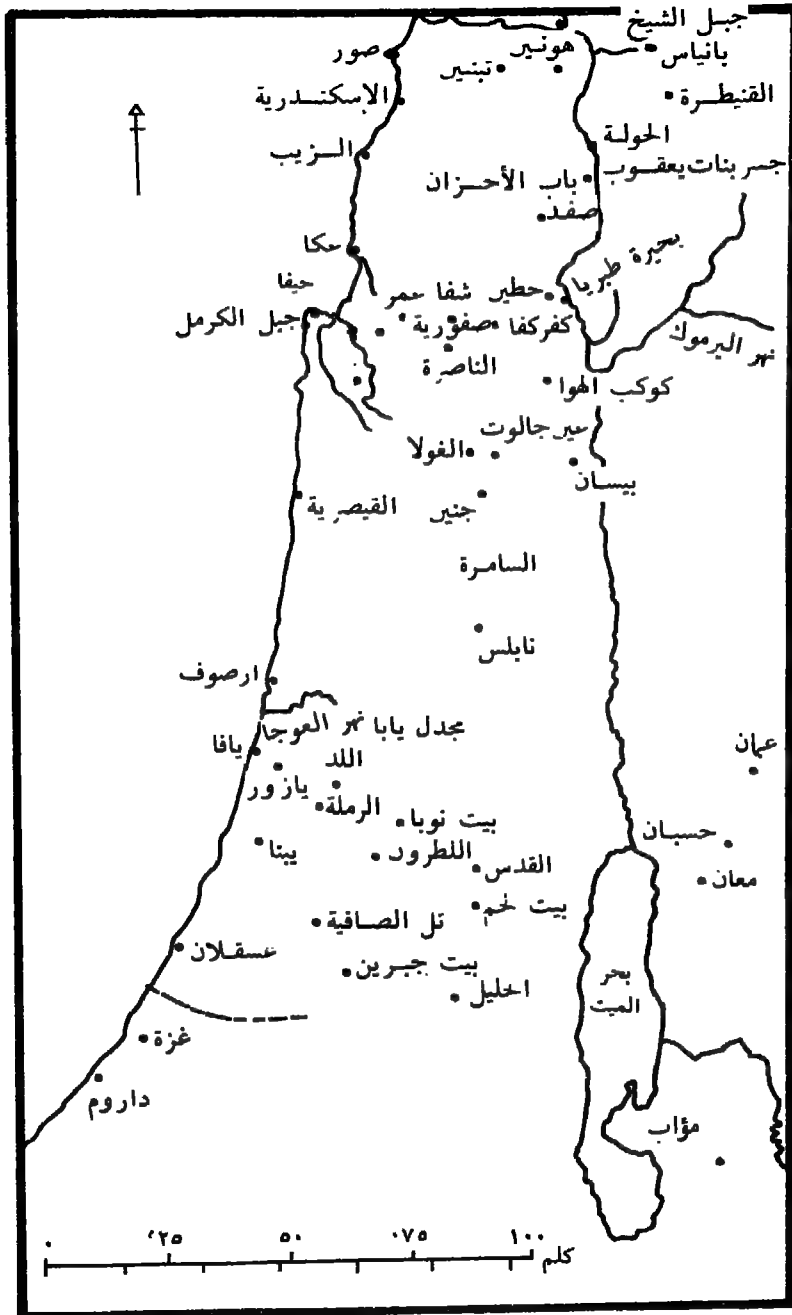 جبل الشيخ
هونين
بانياس
صور
تبنين
الإسكندرية
القنيطرة
الحولة
الزيب
جسر بنات يعقوب
باب الأحزان
صفد
عكا
بحيرة طبريا
حيفا
حطين
شفا عمر
جبل الكرمل
صفورية
كفركفا
نهر اليرموك
الناصرة
كوكب الهوا
عين جالوت
الفولا
بيسان
جنين
القيصرية
السامرة
نابلس
ارصوف
مجدل يابا
نهر العوجا
يافا
عمان
اللد
يازور
الرملة
بيت نوبا
حسبان
يبنا
اللطرون
القدس
معان
بيت لحم
تل الصافية
عسقلان
بيت جبرين
الخليل
بحر
الميت
غزة
داروم
مؤاب
٠ ٢٥ ٥٠ ٧٥ ١٠٠
كلم